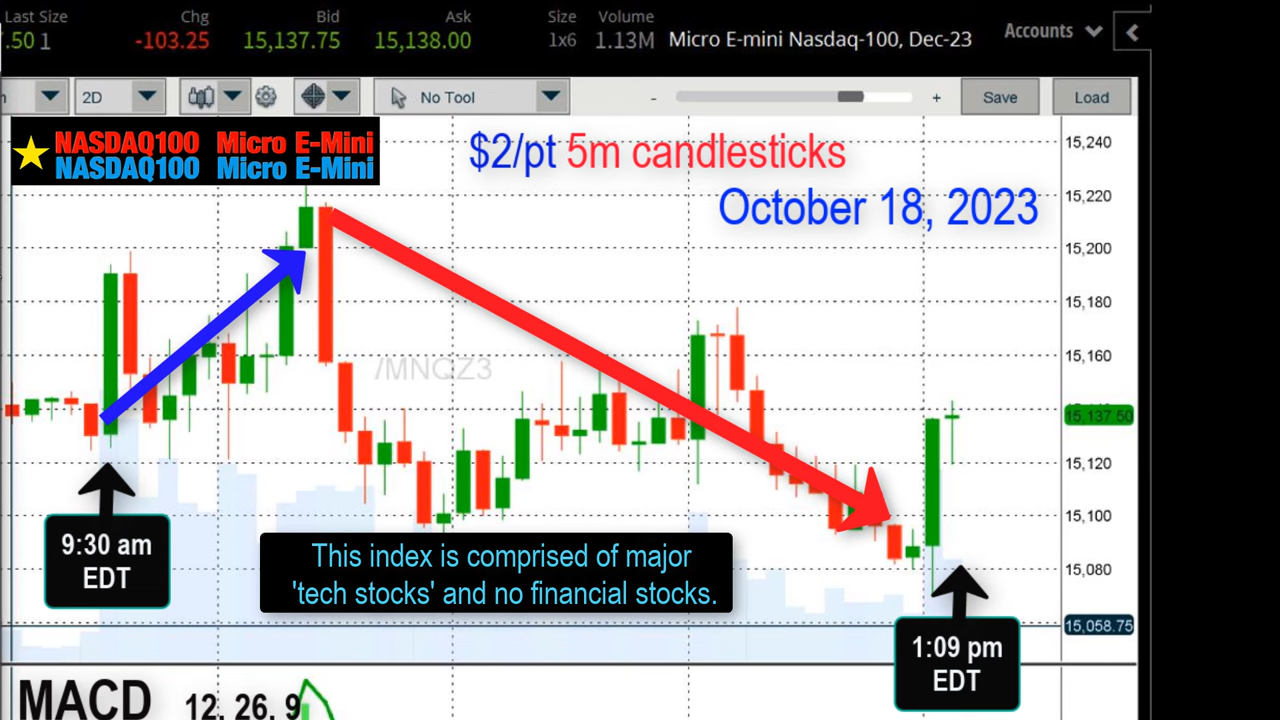 Last Size Chg Bid Ask Size Volume
.50 1 -103.25 15,137.75 15,138.00 1x6 1.13M Micro E-mini Nasdaq-100, Dec-23 Accounts
2D No Tool - + Save Load
NASDAQ100 Micro E-Mini
NASDAQ100 Micro E-Mini
$2/pt 5m candlesticks
October 18, 2023
15,240
15,220
15,200
15,180
15,160
/MNQZ3
15,137.50
15,120
15,100
15,080
15,058.75
9:30 am
EDT
This index is comprised of major
'tech stocks' and no financial stocks.
1:09 pm
EDT
MACD 12, 26, 9